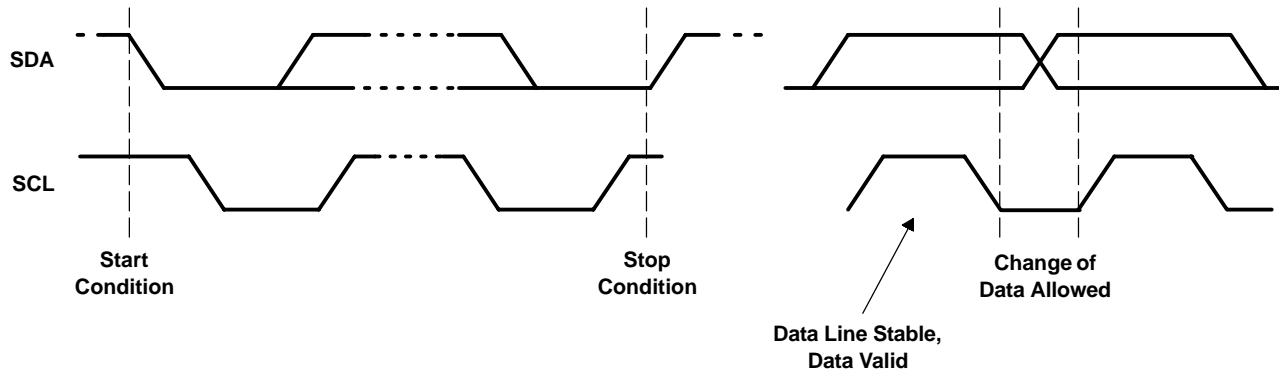 SDA
SCL
Start
Condition
Stop
Condition
Change of
Data Allowed
Data Line Stable,
Data Valid